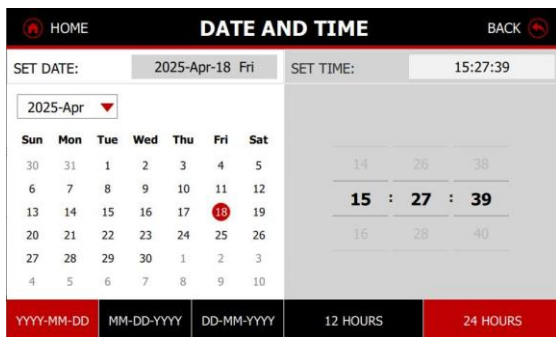 HOME DATE AND TIME BACK
SET DATE: 2025-Apr-18 Fri SET TIME: 15:27:39
2025-Apr
Sun Mon Tue Wed Thu Fri Sat
30 31 1 2 3 4 5
6 7 8 9 10 11 12
13 14 15 16 17 18 19
20 21 22 23 24 25 26
27 28 29 30 1 2 3
4 5 6 7 8 9 10
14 26 38
15 : 27 : 39
16 28 40
YYYY-MM-DD MM-DD-YYYY DD-MM-YYYY 12 HOURS 24 HOURS